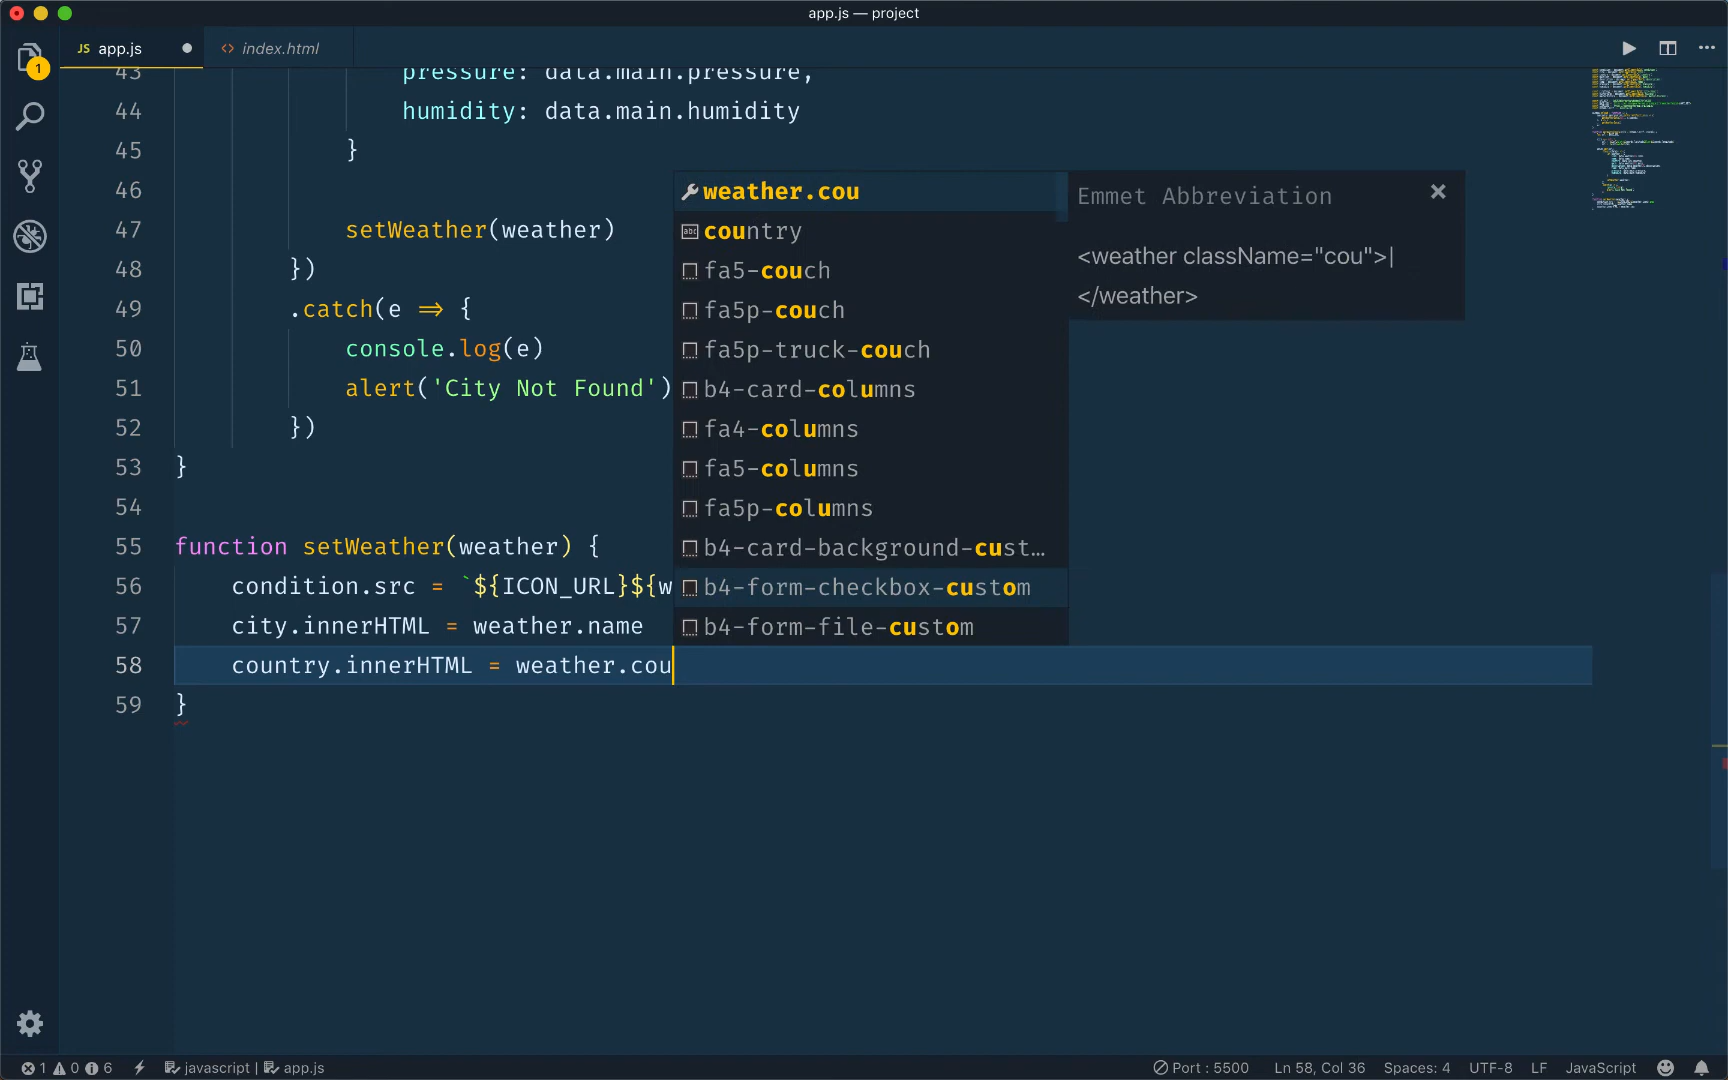 app.js — project
JS app.js
<> index.html
1
43 pressure: data.main.pressure,
44 humidity: data.main.humidity
45 }
46
47 setWeather(weather)
48 })
49 .catch(e => {
50 console.log(e)
51 alert('City Not Found')
52 })
53 }
54
55 function setWeather(weather) {
56 condition.src = `${ICON_URL}${w
57 city.innerHTML = weather.name
58 country.innerHTML = weather.cou
59 }
weather.cou
abc country
fa5-couch
fa5p-couch
fa5p-truck-couch
b4-card-columns
fa4-columns
fa5-columns
fa5p-columns
b4-card-background-cust…
b4-form-checkbox-custom
b4-form-file-custom
Emmet Abbreviation
<weather className="cou">|
</weather>
1 0 6 javascript | app.js Port : 5500 Ln 58, Col 36 Spaces: 4 UTF-8 LF JavaScript